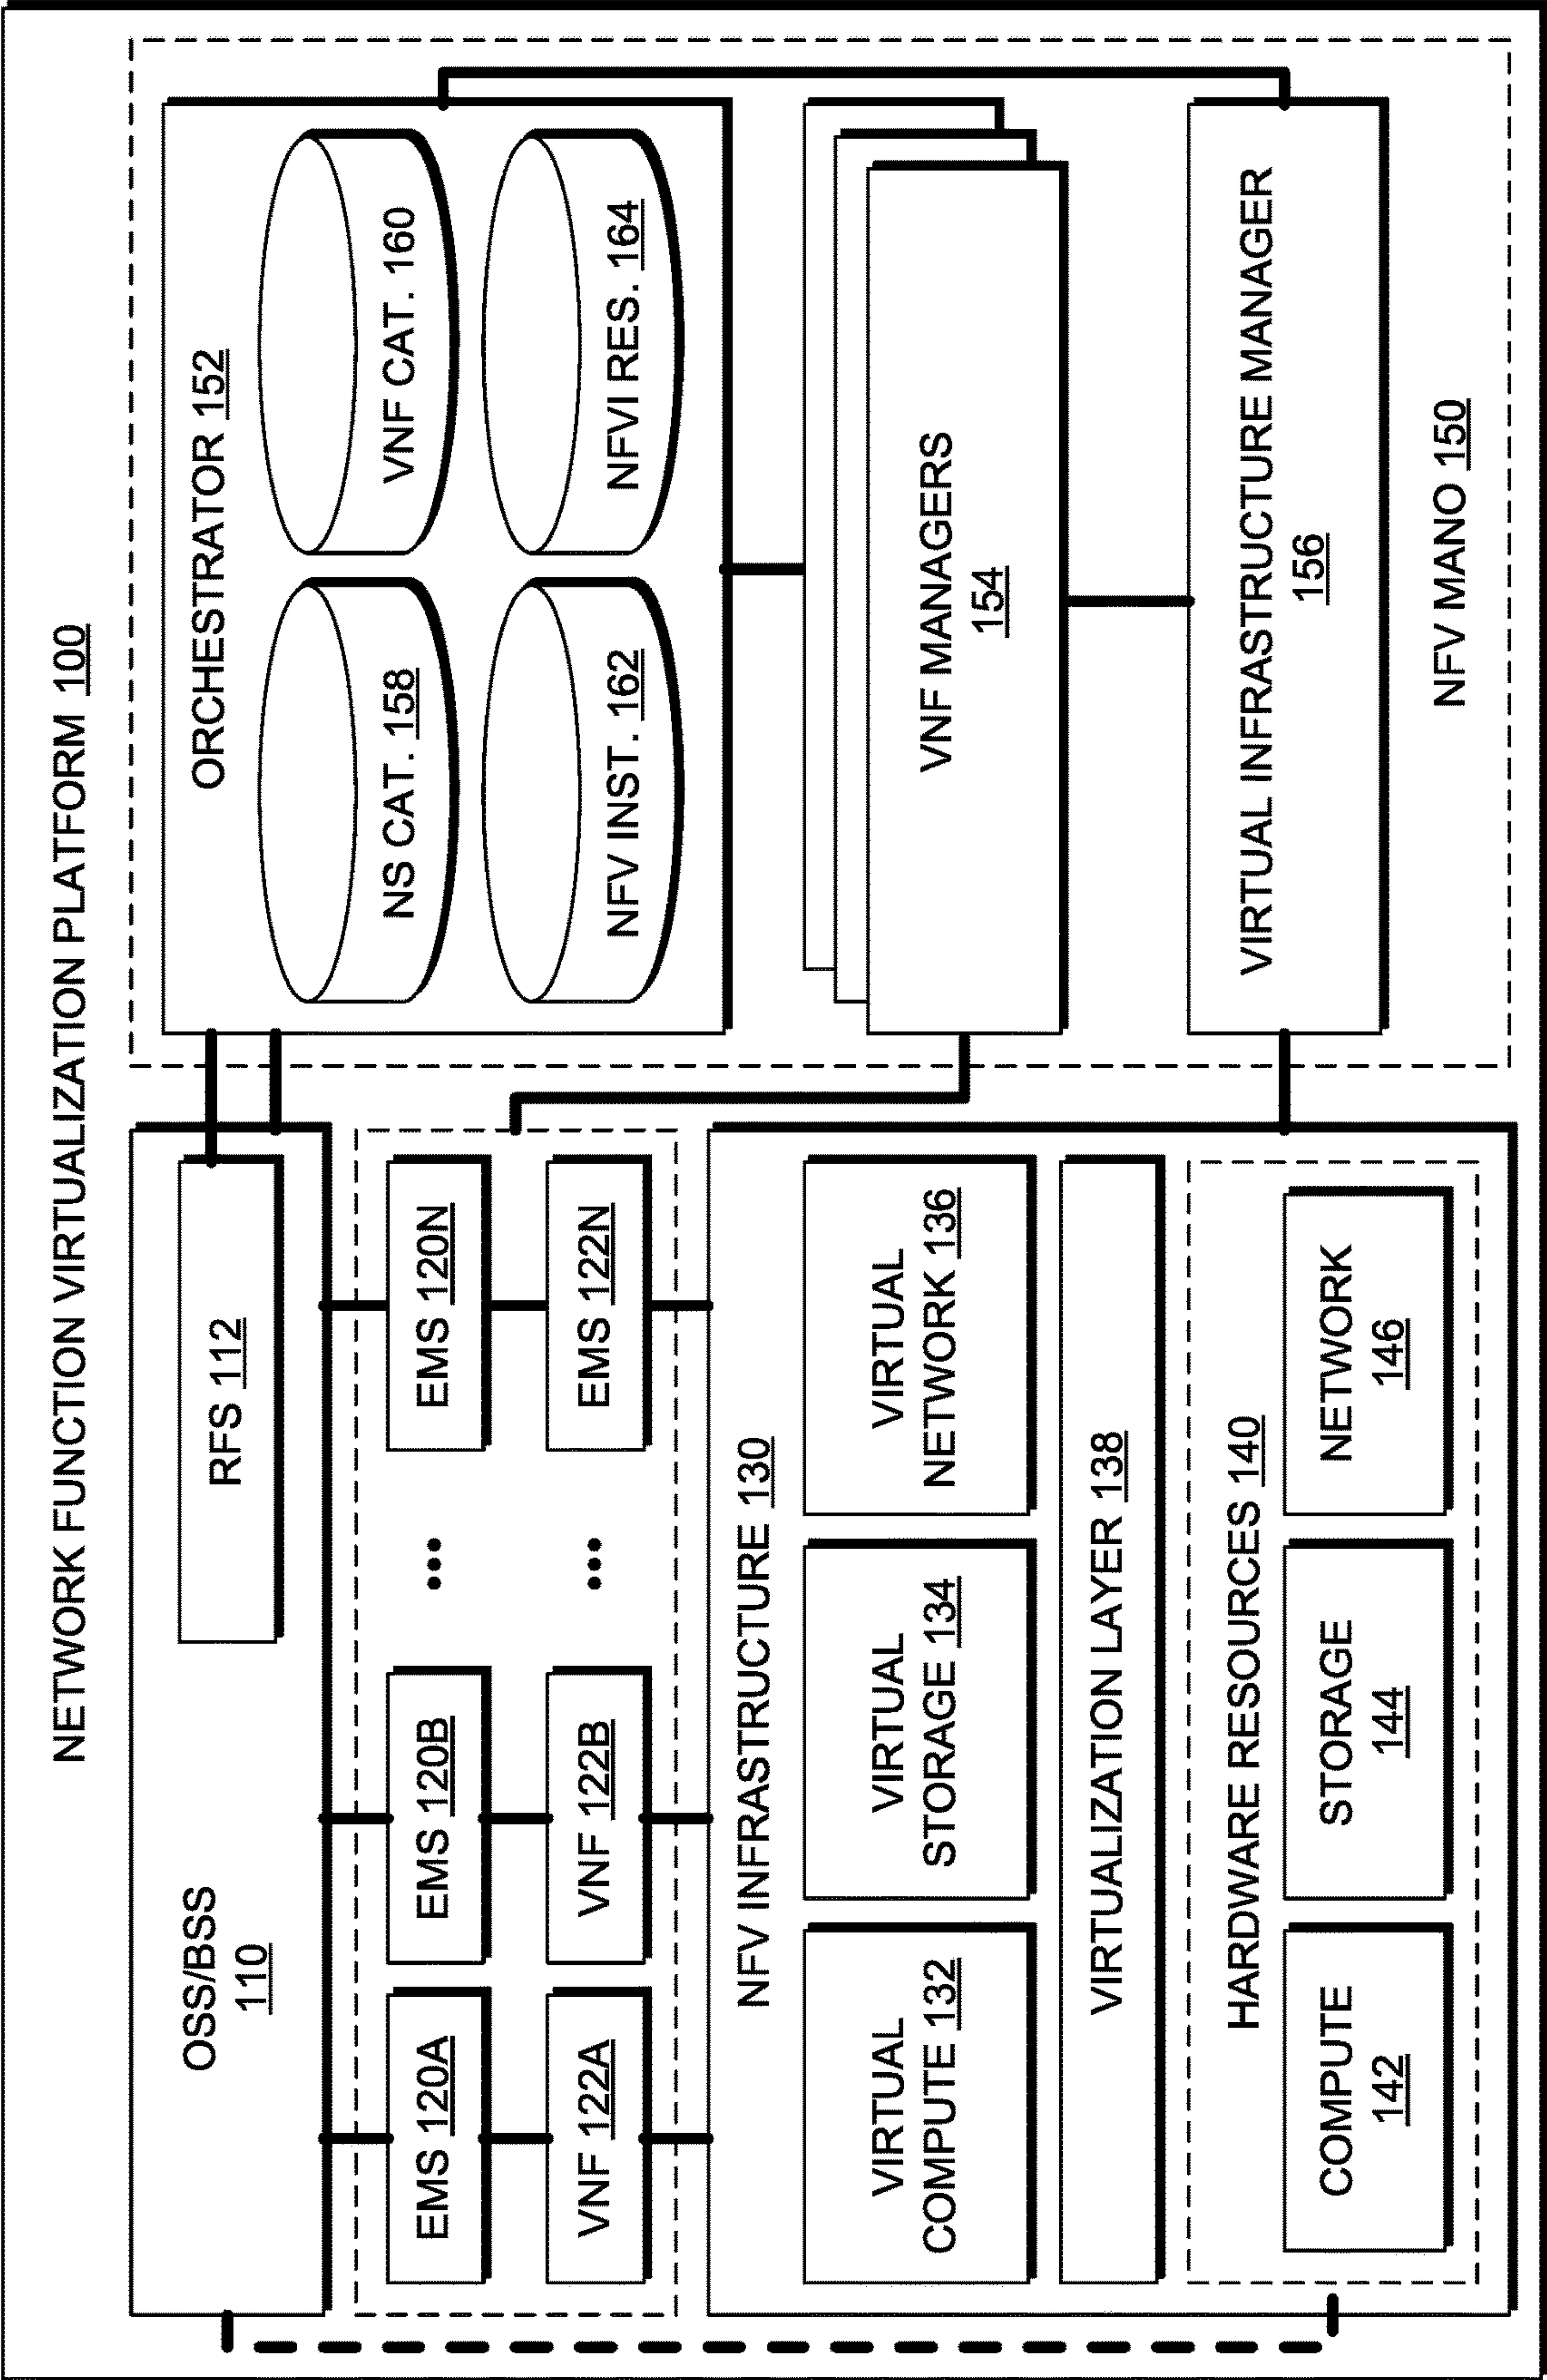 NETWORK FUNCTION VIRTUALIZATION PLATFORM 100
OSS/BSS
110
RFS 112
EMS 120A
EMS 120B
...
EMS 120N
VNF 122A
VNF 122B
...
EMS 122N
NFV INFRASTRUCTURE 130
VIRTUAL
COMPUTE 132
VIRTUAL
STORAGE 134
VIRTUAL
NETWORK 136
VIRTUALIZATION LAYER 138
HARDWARE RESOURCES 140
COMPUTE
142
STORAGE
144
NETWORK
146
ORCHESTRATOR 152
NS CAT. 158
VNF CAT. 160
NFV INST. 162
NFVI RES. 164
VNF MANAGERS
154
VIRTUAL INFRASTRUCTURE MANAGER
156
NFV MANO 150